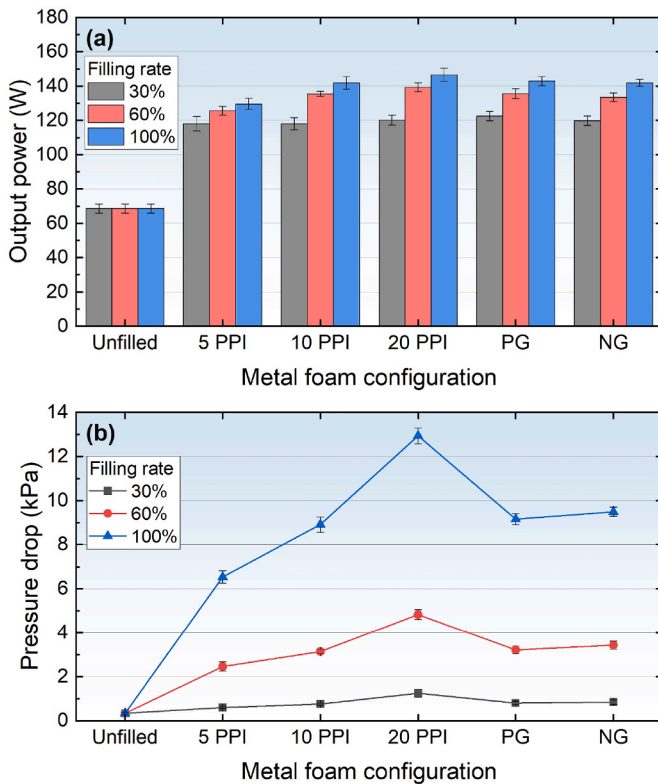 (a)
Filling rate
30%
60%
100%
Output power (W)
180
160
140
120
100
80
60
40
20
0
Unfilled 5 PPI 10 PPI 20 PPI PG NG
Metal foam configuration
(b)
Filling rate
30%
60%
100%
Pressure drop (kPa)
14
12
10
8
6
4
2
0
Unfilled 5 PPI 10 PPI 20 PPI PG NG
Metal foam configuration